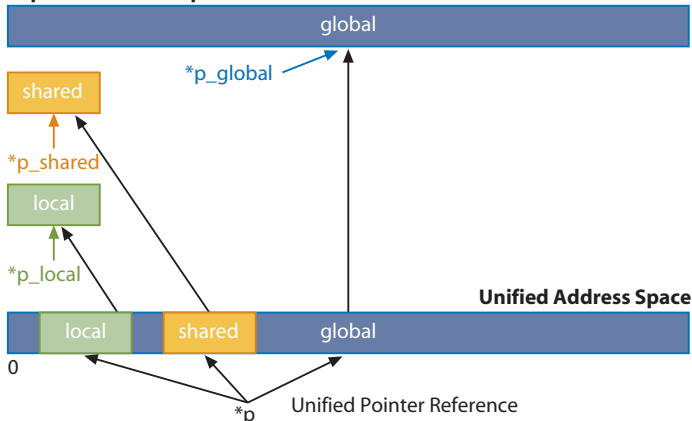 global
*p_global
shared
*p_shared
local
*p_local
Unified Address Space
local shared global
0
*p Unified Pointer Reference